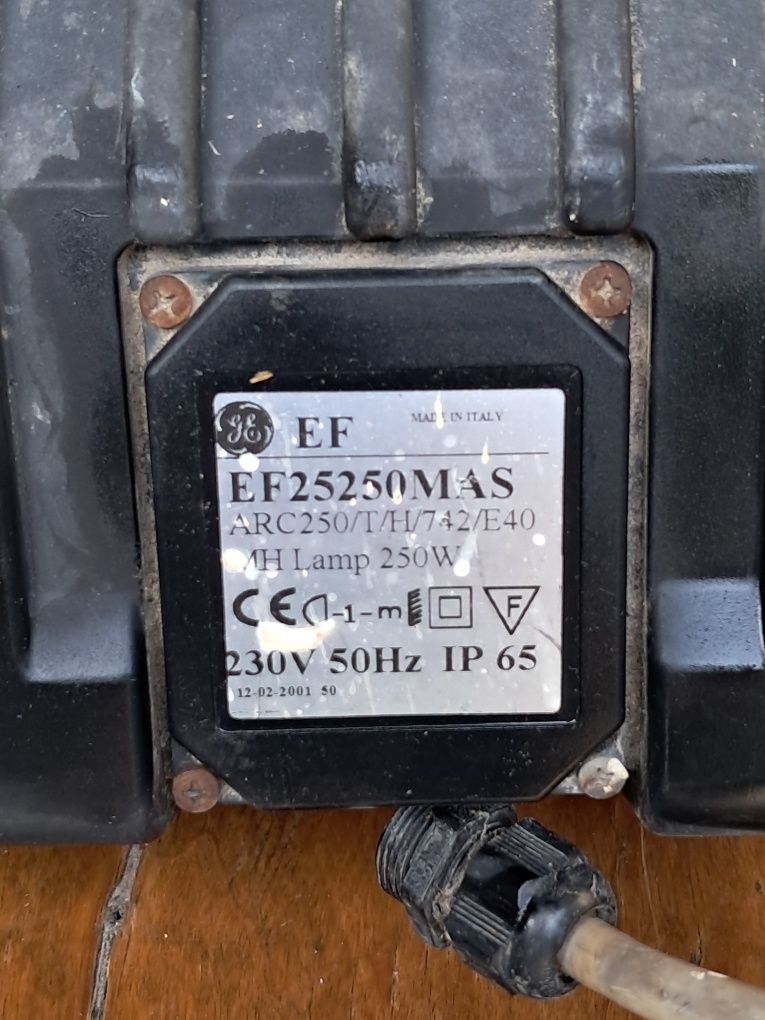 GE EF MADE IN ITALY
EF25250MAS
ARC250/T/H/742/E40
MH Lamp 250W
CE -1-m F
230V 50Hz IP 65
12-02-2001 50